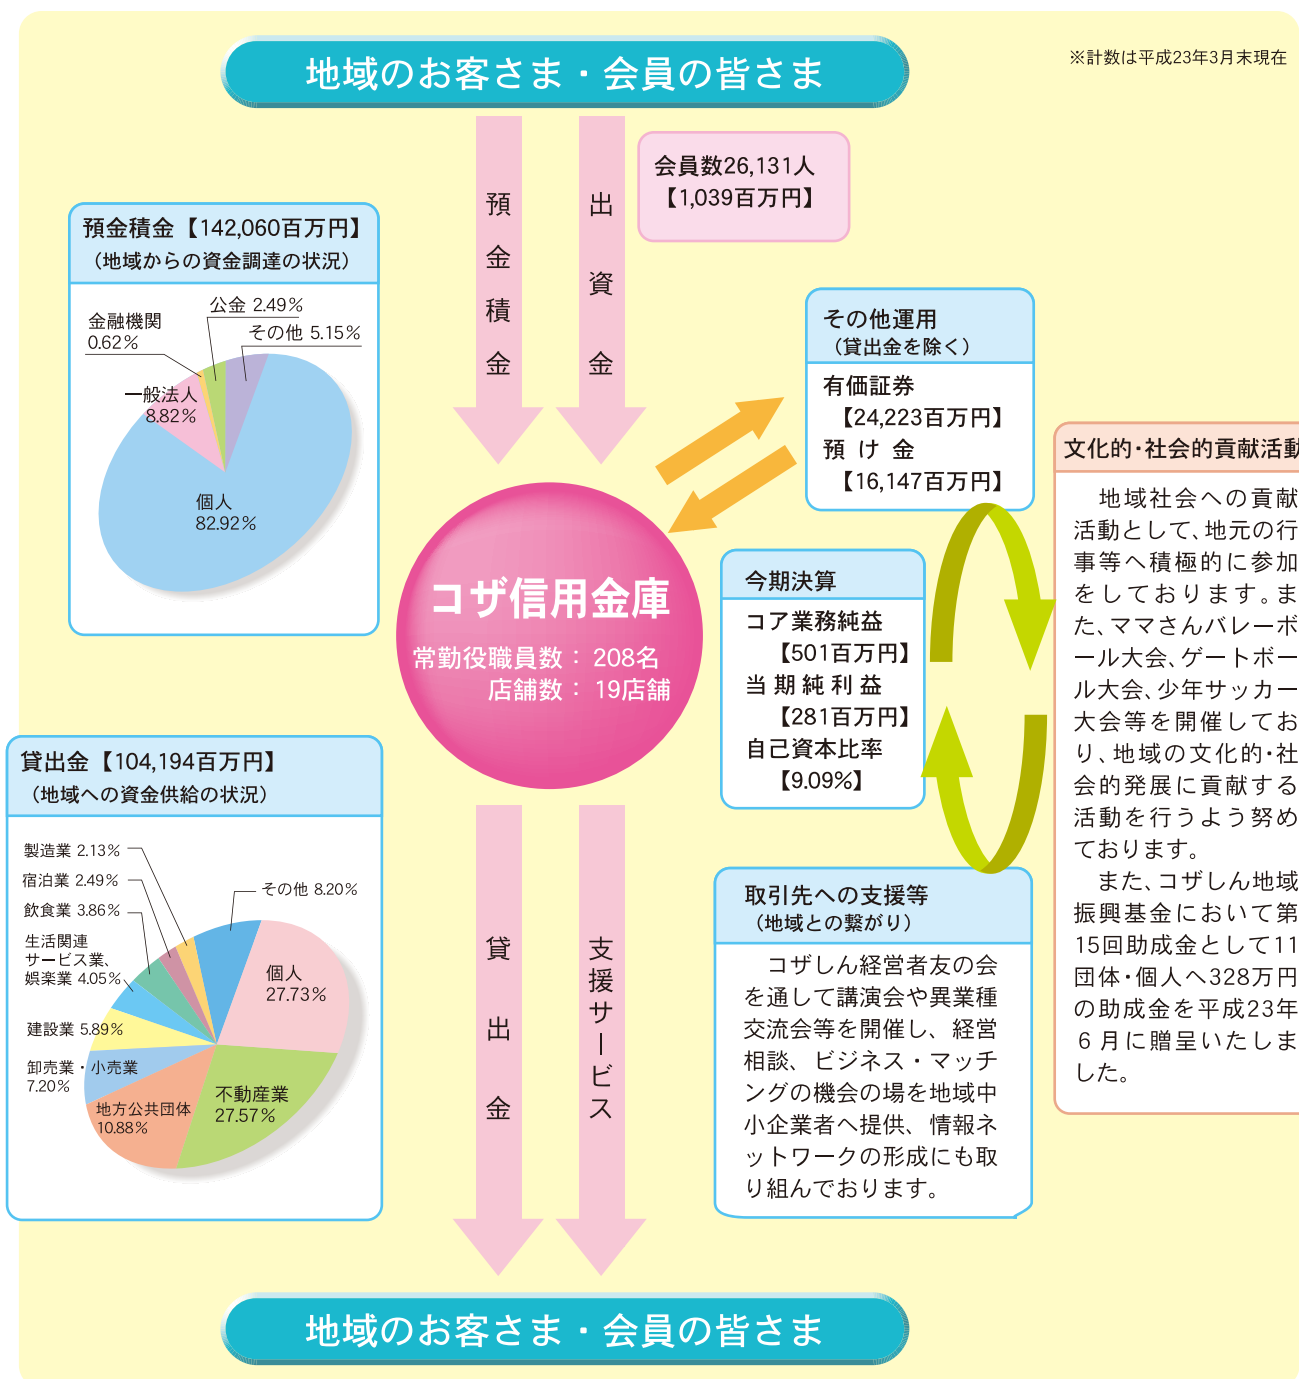 地域のお客さま・会員の皆さま
※計数は平成23年3月末現在
預金積金
出資金
会員数26,131人
【1,039百万円】
預金積金【142,060百万円】
（地域からの資金調達の状況）
公金 2.49%
金融機関
0.62%
その他 5.15%
一般法人
8.82%
個人
82.92%
その他運用
（貸出金を除く）
有価証券
【24,223百万円】
預け金
【16,147百万円】
コザ信用金庫
常勤役職員数：208名
店舗数：19店舗
今期決算
コア業務純益
【501百万円】
当期純利益
【281百万円】
自己資本比率
【9.09%】
文化的･社会的貢献活動
地域社会への貢献
活動として、地元の行
事等へ積極的に参加
をしております。ま
た、ママさんバレーボ
ール大会、ゲートボー
ル大会、少年サッカー
大会等を開催してお
り、地域の文化的･社
会的発展に貢献する
活動を行うよう努め
ております。
また、コザしん地域
振興基金において第
15回助成金として11
団体･個人へ328万円
の助成金を平成23年
6月に贈呈いたしま
した。
貸出金【104,194百万円】
（地域への資金供給の状況）
製造業 2.13%
宿泊業 2.49%
飲食業 3.86%
生活関連
サービス業、
娯楽業 4.05%
建設業 5.89%
卸売業・小売業
7.20%
地方公共団体
10.88%
不動産業
27.57%
個人
27.73%
その他 8.20%
貸出金
支援サービス
取引先への支援等
（地域との繋がり）
コザしん経営者友の会
を通して講演会や異業種
交流会等を開催し、経営
相談、ビジネス・マッチ
ングの機会の場を地域中
小企業者へ提供、情報ネ
ットワークの形成にも取
り組んでおります。
地域のお客さま・会員の皆さま